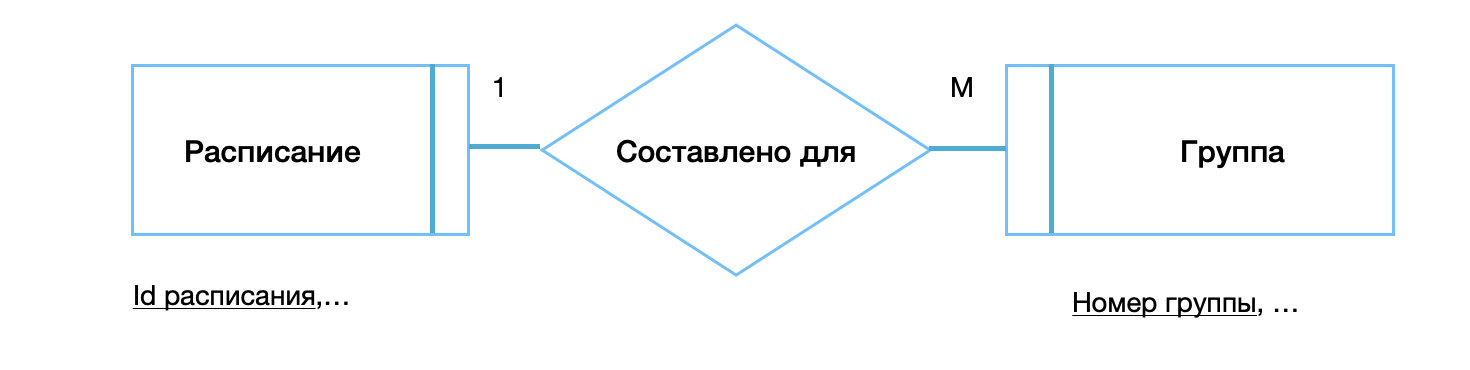 1
М
Расписание
Составлено для
Группа
Id расписания,…
Номер группы, …